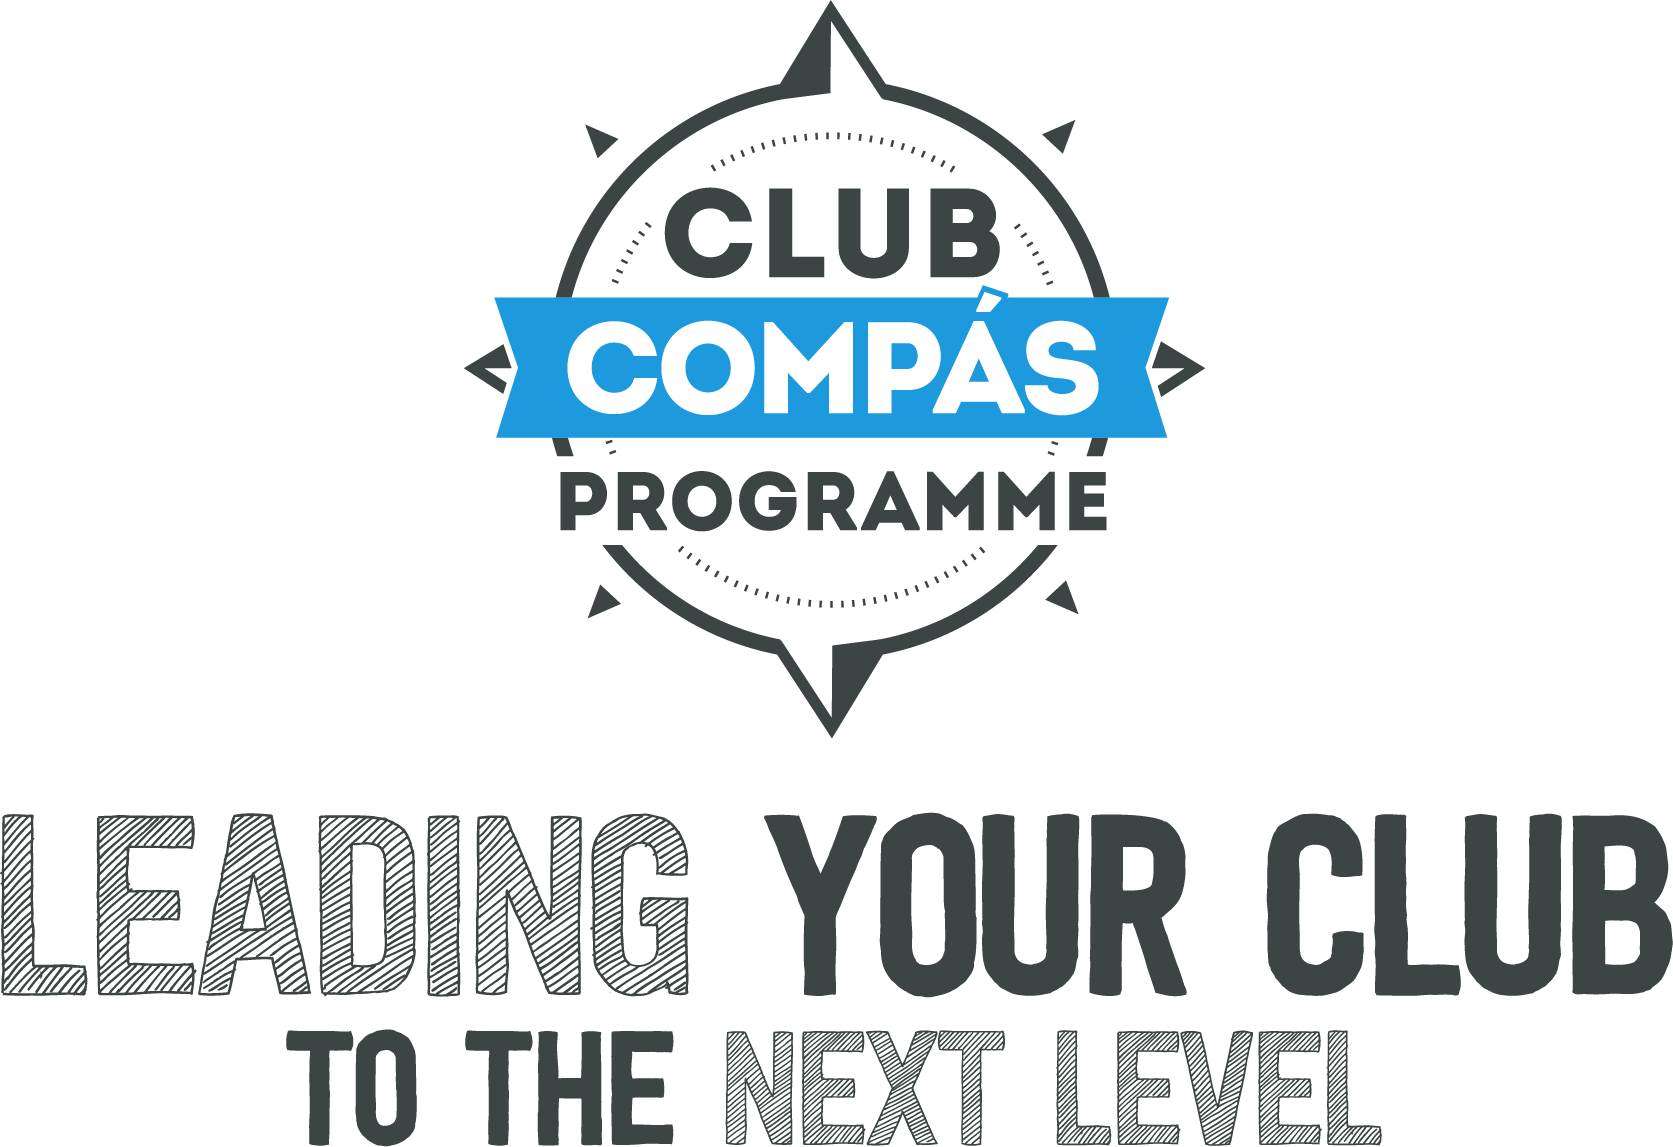 CLUB
COMPÁS
PROGRAMME
LEADING YOUR CLUB
TO THE NEXT LEVEL